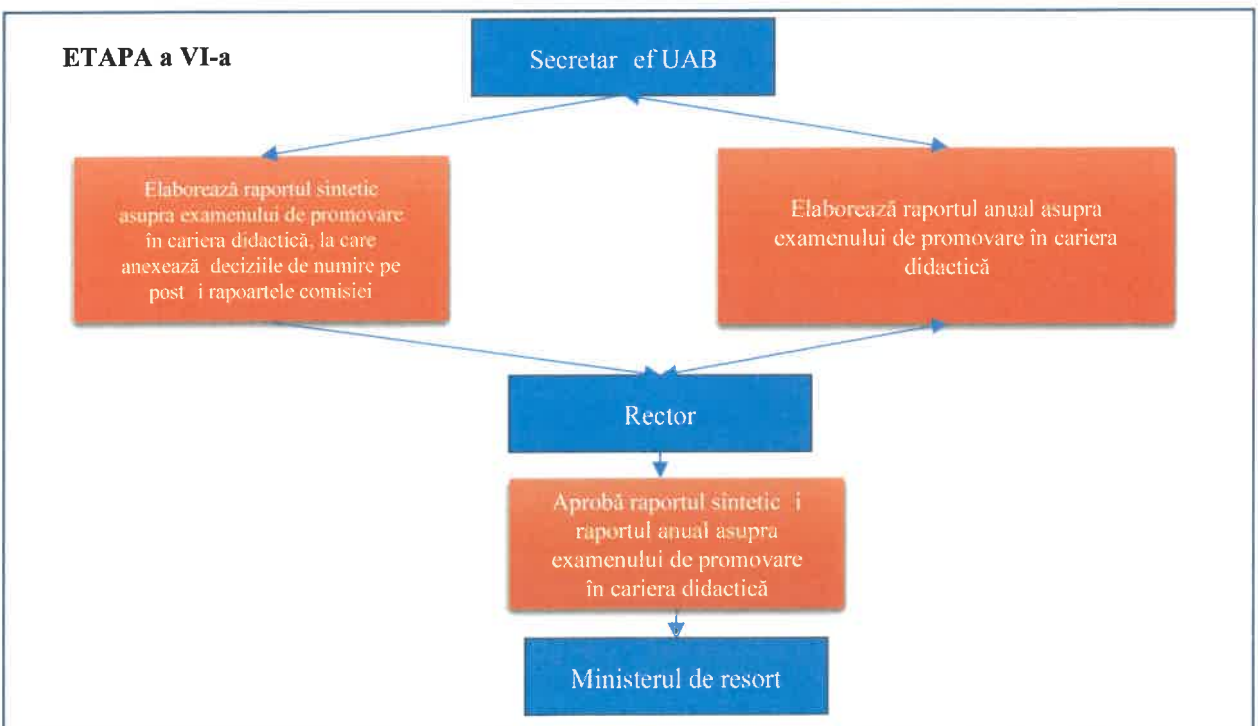 ETAPA a VI-a
Secretar ef UAB
Elaborează raportul sintetic
asupra examenului de promovare
în cariera didactică, la care
anexează deciziile de numire pe
post i rapoartele comisiei
Elaborează raportul anual asupra
examenului de promovare în cariera
didactică
Rector
Aprobă raportul sintetic i
raportul anual asupra
examenului de promovare
în cariera didactică
Ministerul de resort